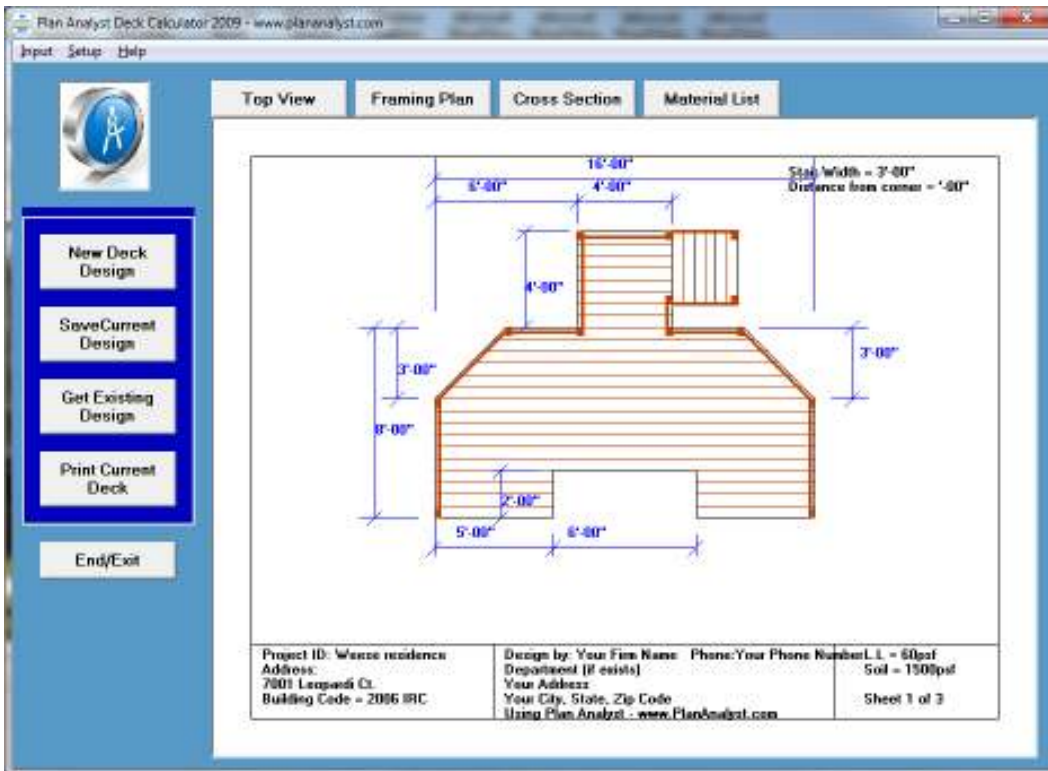 Plan Analyst Deck Calculator 2009 - www.plananalyst.com
Input Setup Help
Top View Framing Plan Cross Section Material List
New Deck
Design
SaveCurrent
Design
Get Existing
Design
Print Current
Deck
End/Exit
16'-00"
Stair Width = 3'-00"
Distance from corner = '-00"
6'-00" 4'-00"
4'-00"
3'-00"
3'-00"
8'-00"
2'-00"
5'-00" 6'-00"
Project ID: Weese residence
Address:
7001 Leopardi Ct.
Building Code = 2006 IRC
Design by: Your Firm Name Phone:Your Phone Number
Department (if exists)
Your Address
Your City, State, Zip Code
Using Plan Analyst - www.PlanAnalyst.com
L.L = 60psf
Soil = 1500psf
Sheet 1 of 3